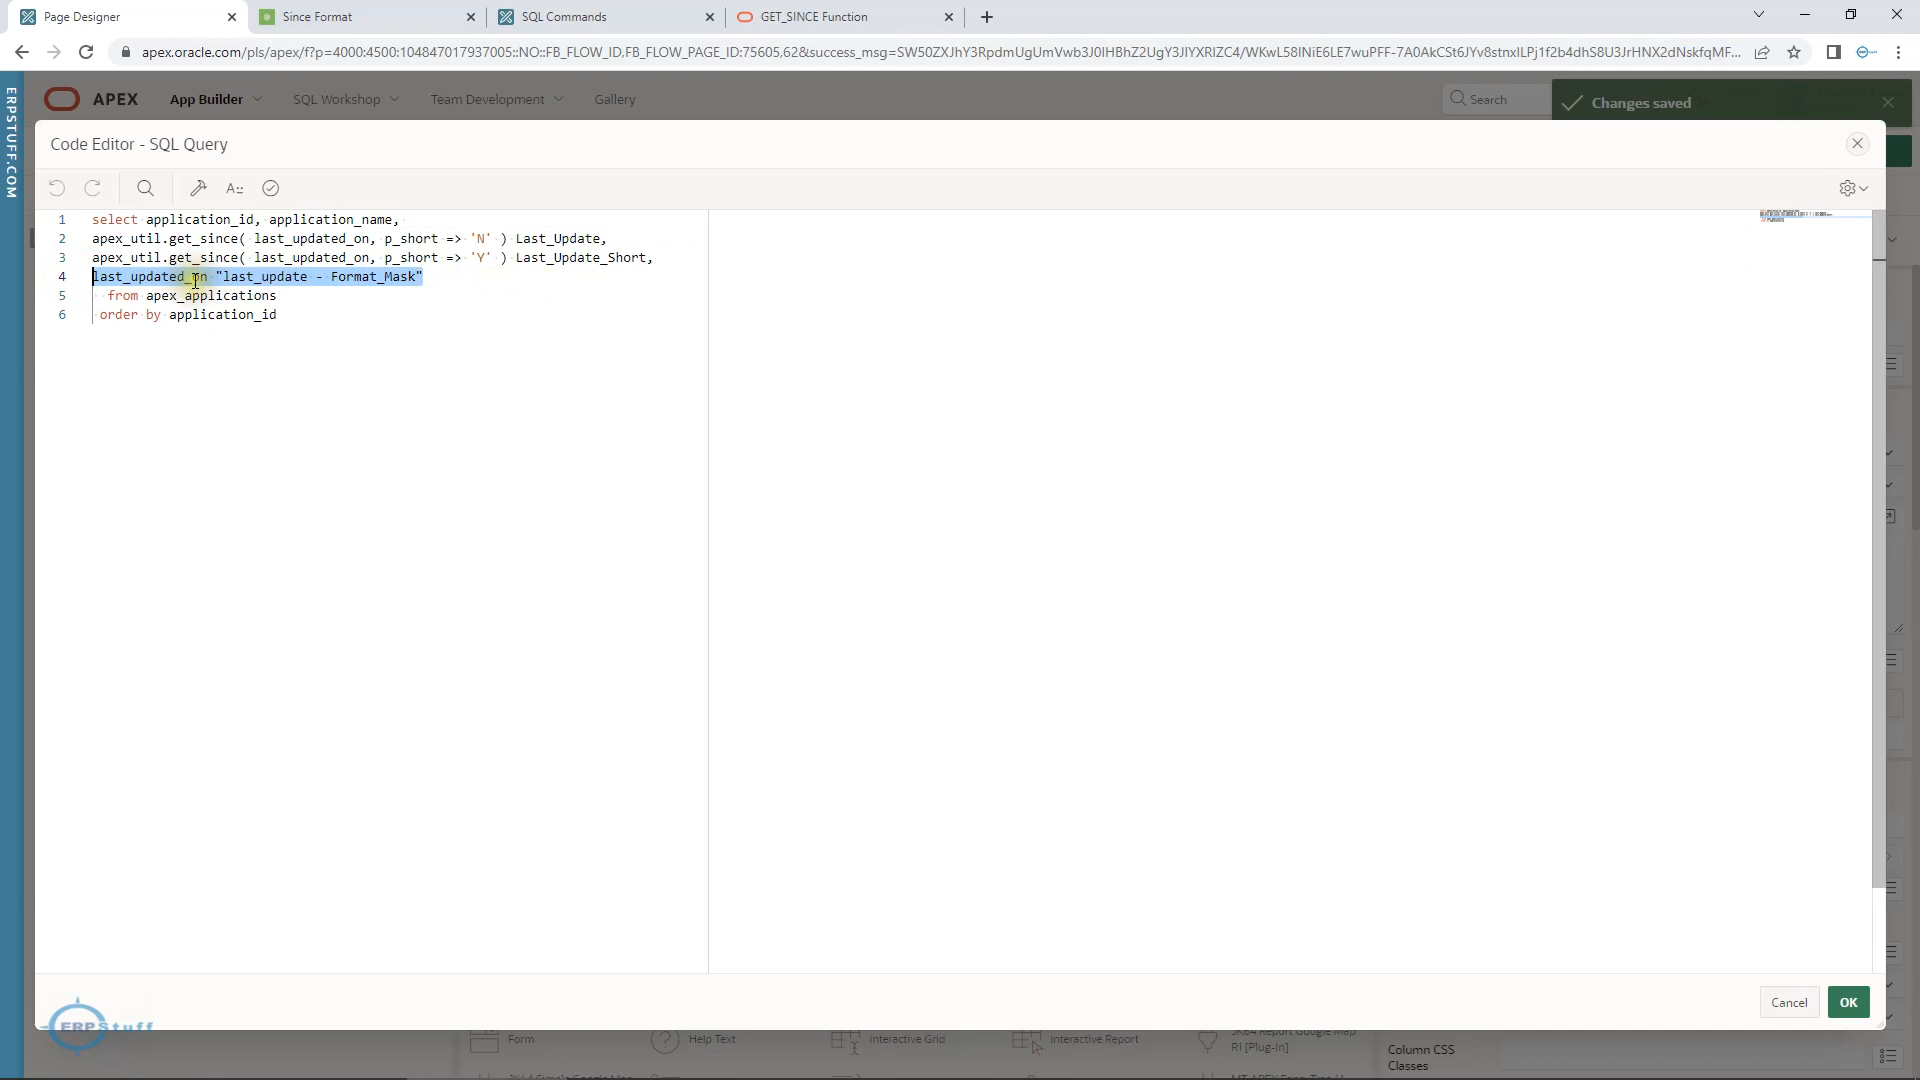 Page Designer
Since Format
SQL Commands
GET_SINCE Function
apex.oracle.com/pls/apex/f?p=4000:4500:104847017937005::NO::FB_FLOW_ID,FB_FLOW_PAGE_ID:75605,62&success_msg=
ERPSTUFF.COM
APEX
App Builder
SQL Workshop
Team Development
Gallery
Search
Changes saved
Code Editor - SQL Query
1 select application_id, application_name,
2 apex_util.get_since( last_updated_on, p_short => 'N' ) Last_Update,
3 apex_util.get_since( last_updated_on, p_short => 'Y' ) Last_Update_Short,
4 last_updated_on "last_update - Format_Mask"
5 from apex_applications
6 order by application_id
Cancel
OK
ERPStuff
Form
Help Text
Interactive Grid
Interactive Report
RI [Plug-In]
Column CSS
Classes